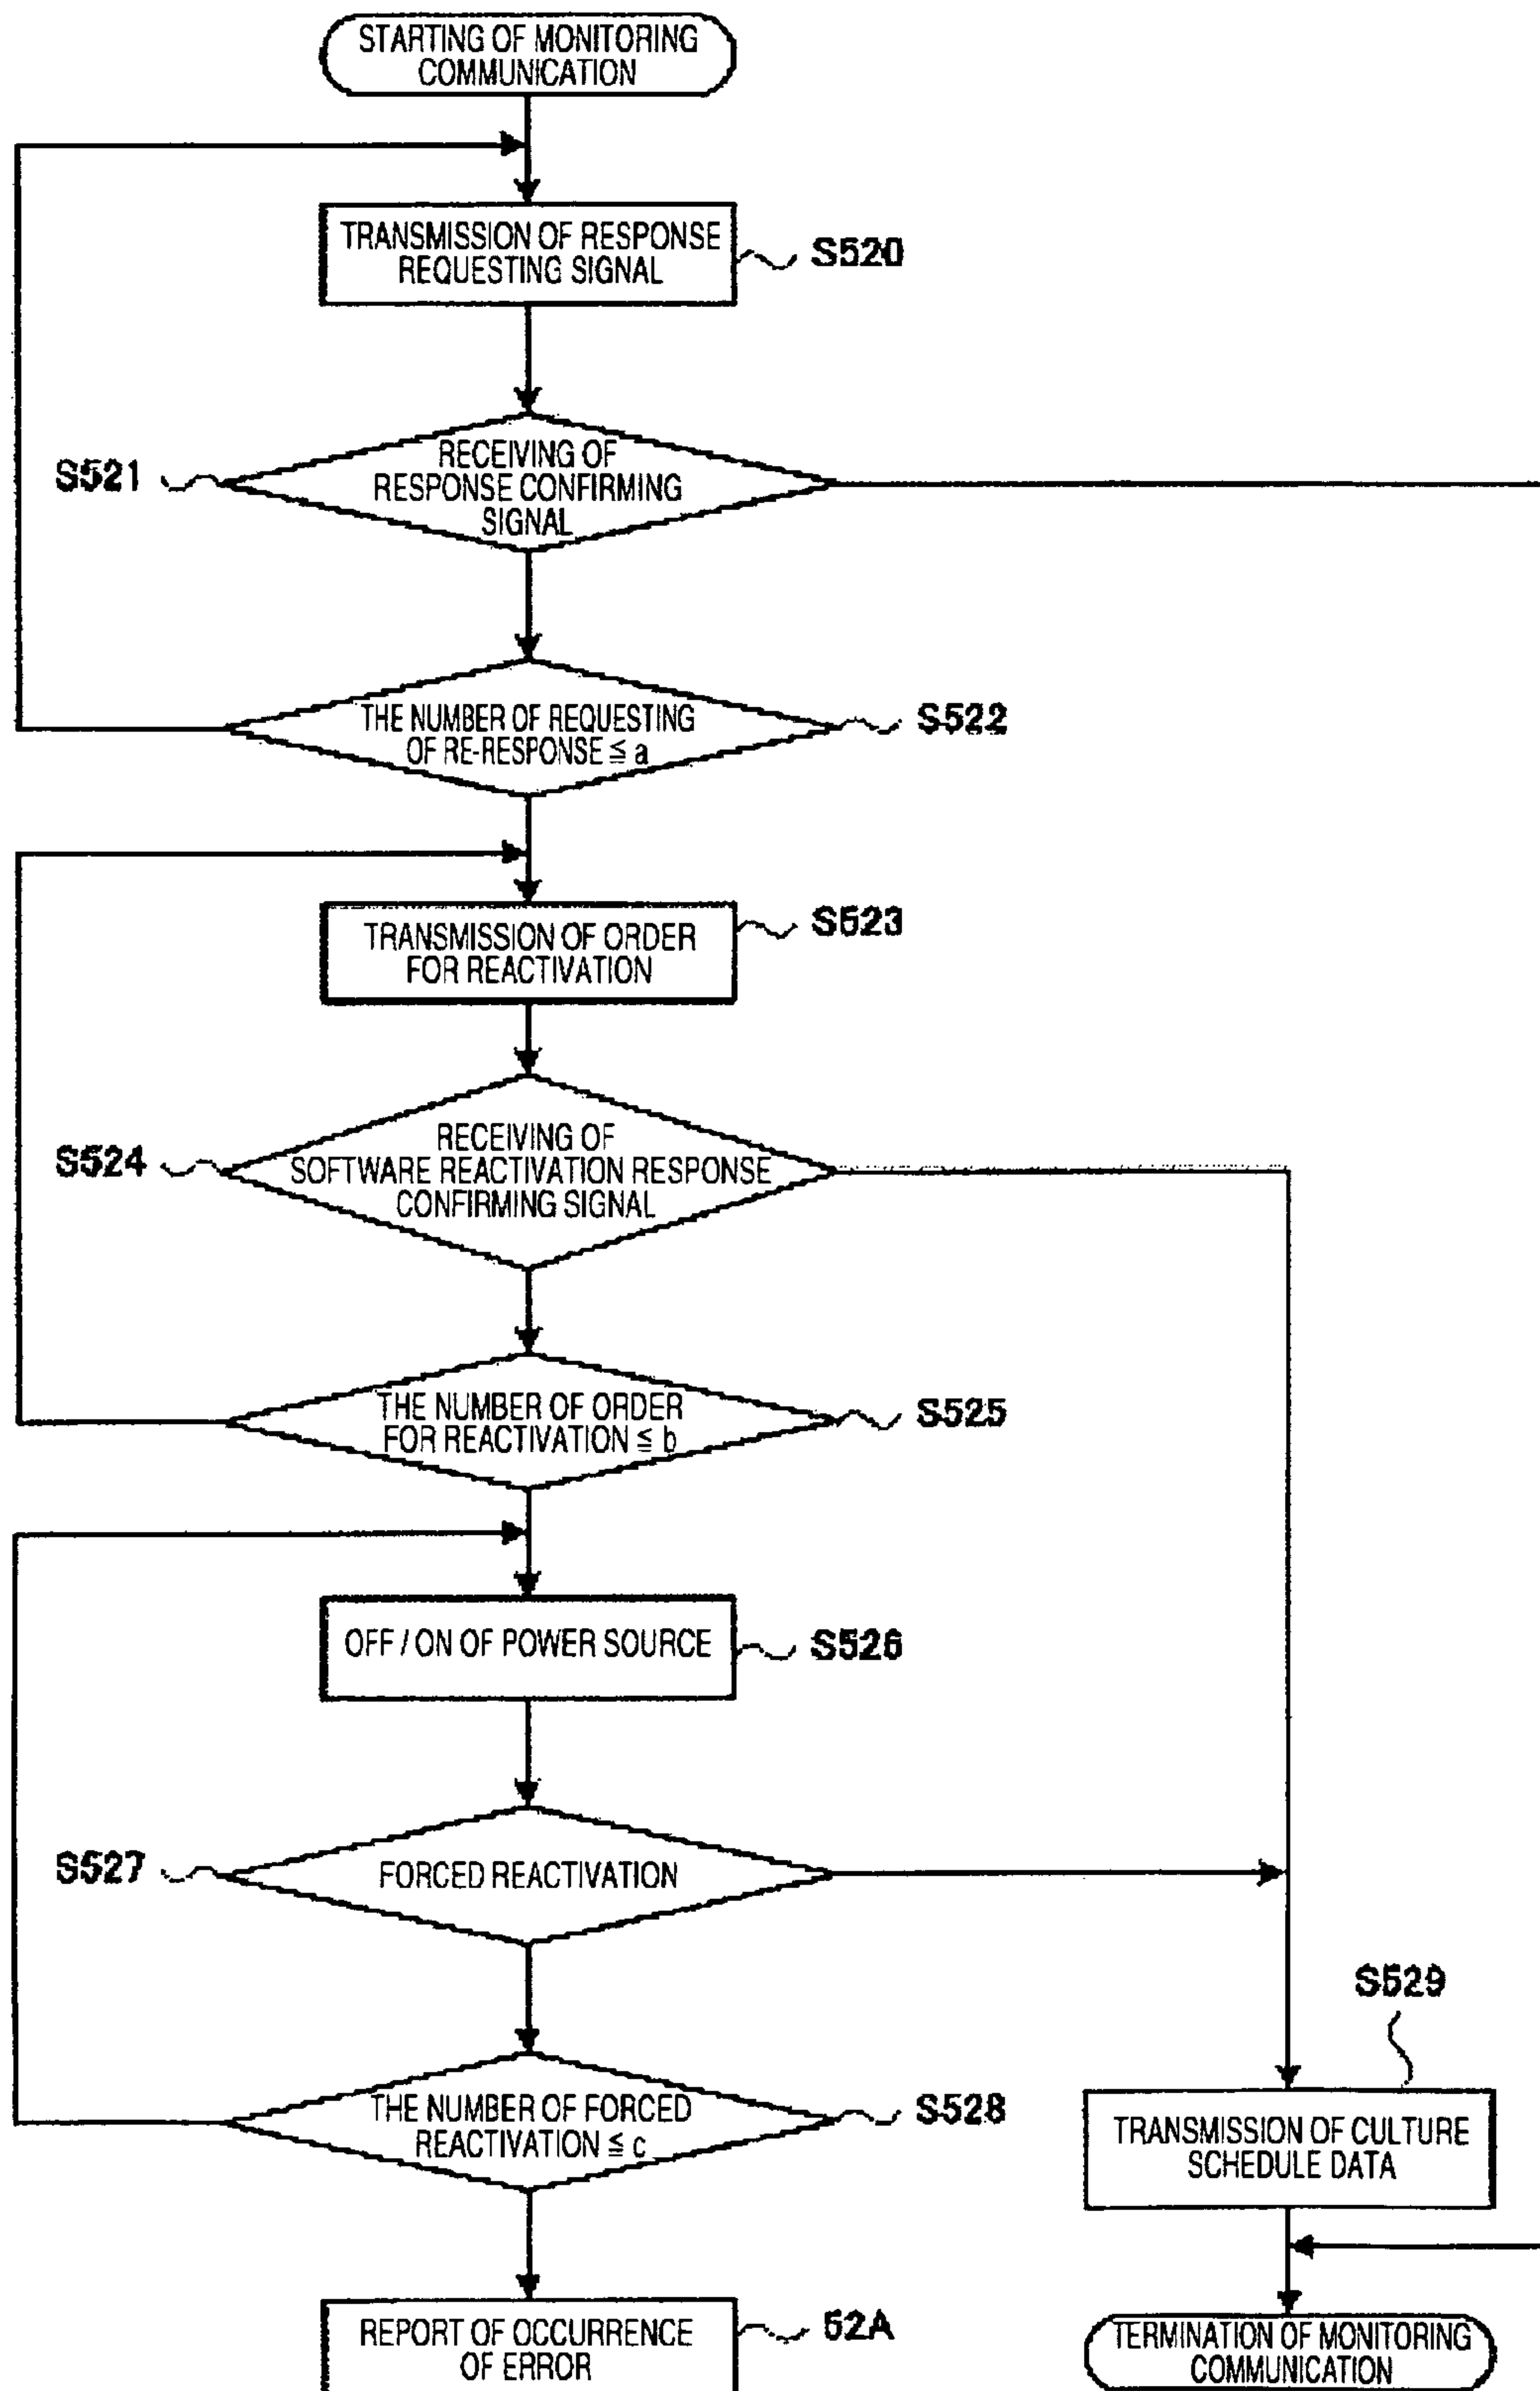 STARTING OF MONITORING
COMMUNICATION
TRANSMISSION OF RESPONSE
REQUESTING SIGNAL
S520
S521
RECEIVING OF
RESPONSE CONFIRMING
SIGNAL
THE NUMBER OF REQUESTING
OF RE-RESPONSE ≦ a
S522
TRANSMISSION OF ORDER
FOR REACTIVATION
S523
S524
RECEIVING OF
SOFTWARE REACTIVATION RESPONSE
CONFIRMING SIGNAL
THE NUMBER OF ORDER
FOR REACTIVATION ≦ b
S525
OFF / ON OF POWER SOURCE
S526
S527
FORCED REACTIVATION
THE NUMBER OF FORCED
REACTIVATION ≦ c
S528
S529
TRANSMISSION OF CULTURE
SCHEDULE DATA
REPORT OF OCCURRENCE
OF ERROR
52A
TERMINATION OF MONITORING
COMMUNICATION